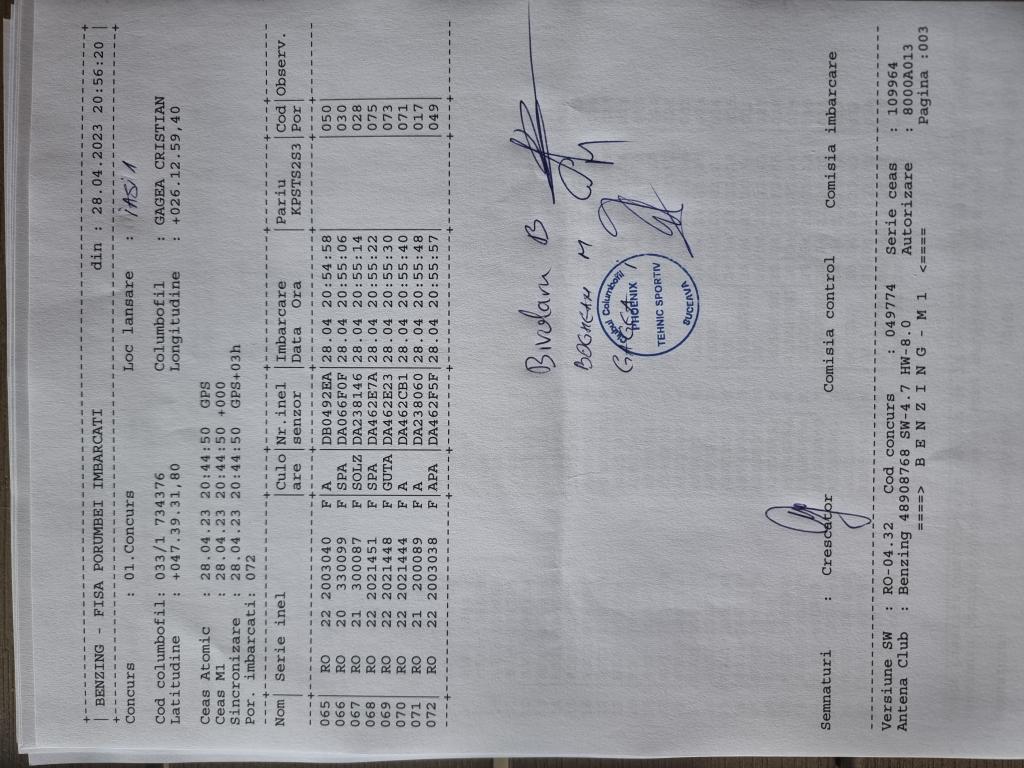 | BENZING - FISA PORUMBEI IMBARCATI din : 28.04.2023 20:56:20 |
Concurs : 01.Concurs Loc lansare : IASI 1
Cod columbofil: 033/1 734376 Columbofil : GAGEA CRISTIAN
Latitudine : +047.39.31,80 Longitudine : +026.12.59,40
Ceas Atomic : 28.04.23 20:44:50 GPS
Ceas M1 : 28.04.23 20:44:50 +000
Sincronizare : 28.04.23 20:44:50 GPS+03h
Por. imbarcati: 072
Nom| Serie inel |Culo|Nr.inel |Imbarcare |Pariu |Cod|Observ.
| |are |senzor |Data Ora | KPSTS2S3|Por|
065 | RO 22 2003040 F |A |DB0492EA|28.04 20:54:58| |050|
066 | RO 20 330099 F |SPA |DA066F0F|28.04 20:55:06| |030|
067 | RO 21 300087 F |SOLZ|DA238146|28.04 20:55:14| |028|
068 | RO 22 2021451 F |SPA |DA462E7A|28.04 20:55:22| |075|
069 | RO 22 2021448 F |GUTA|DA462E23|28.04 20:55:30| |073|
070 | RO 22 2021444 F |A |DA462CB1|28.04 20:55:40| |071|
071 | RO 21 200089 F |A |DA238060|28.04 20:55:48| |017|
072 | RO 22 2003038 F |APA |DA462F5F|28.04 20:55:57| |049|
Bivolaru B
BOGHEAN M
GAGEA
Clubul Columbofil
PHOENIX
TEHNIC SPORTIV
SUCEAVA
Semnaturi : Crescator Comisia control Comisia imbarcare
Versiune SW : RO-04.32 Cod concurs : 049774 Serie ceas : 109964
Antena Club : Benzing 48908768 SW-4.7 HW-8.0 Autorizare : 8000A013
====> B E N Z I N G - M 1 <==== Pagina :003